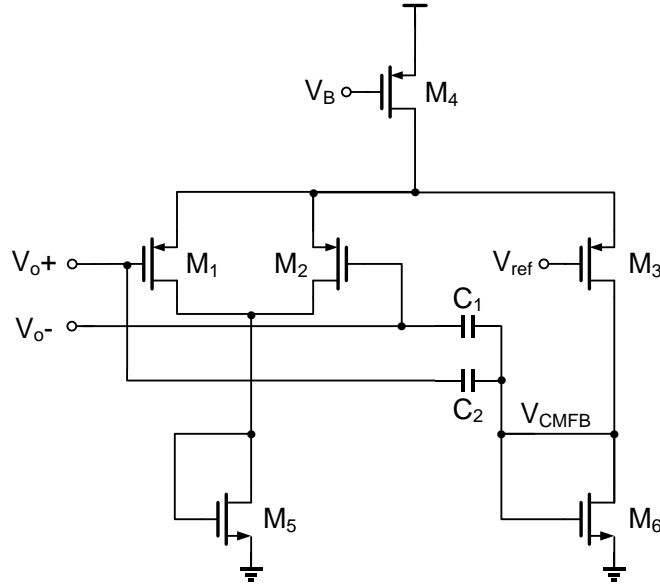 V_B
M_4
V_o+
M_1
M_2
V_ref
M_3
V_o-
C_1
C_2
V_CMFB
M_5
M_6